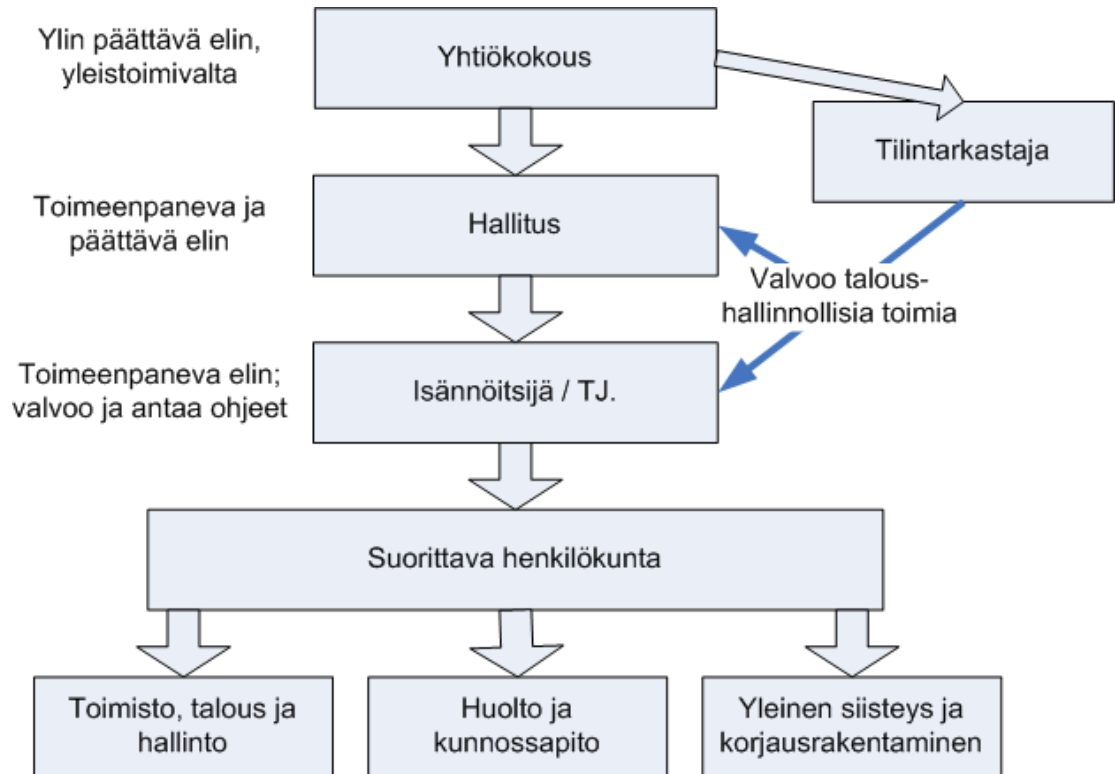 Ylin päättävä elin,
yleistoimivalta
Yhtiökokous
Tilintarkastaja
Toimeenpaneva ja
päättävä elin
Hallitus
Valvoo talous-
hallinnollisia toimia
Toimeenpaneva elin;
valvoo ja antaa ohjeet
Isännöitsijä / TJ.
Suorittava henkilökunta
Toimisto, talous ja
hallinto
Huolto ja
kunnossapito
Yleinen siisteys ja
korjausrakentaminen